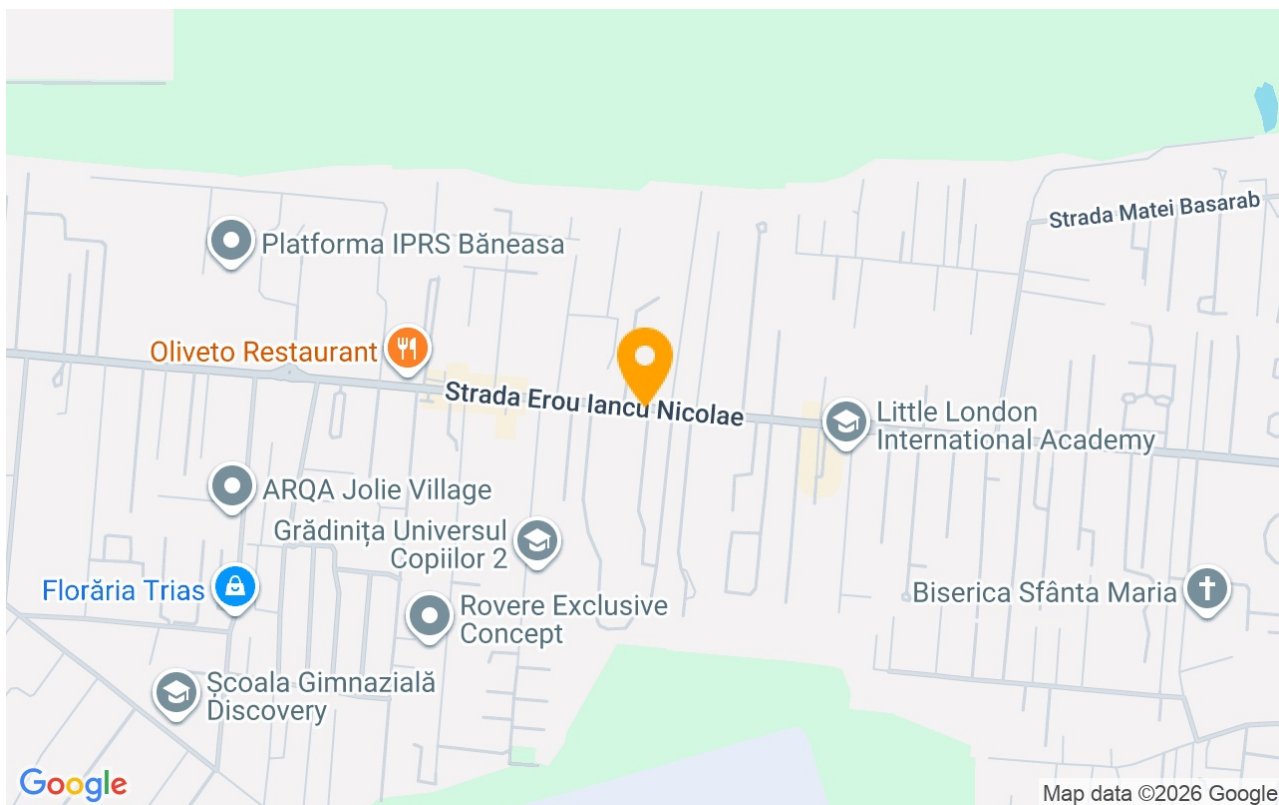 Strada Matei Basarab
Platforma IPRS Băneasa
Oliveto Restaurant
Strada Erou Iancu Nicolae
Little London
International Academy
ARQA Jolie Village
Grădinița Universul
Copiilor 2
Florăria Trias
Biserica Sfânta Maria
Rovere Exclusive
Concept
Școala Gimnazială
Discovery
Google
Map data ©2026 Google